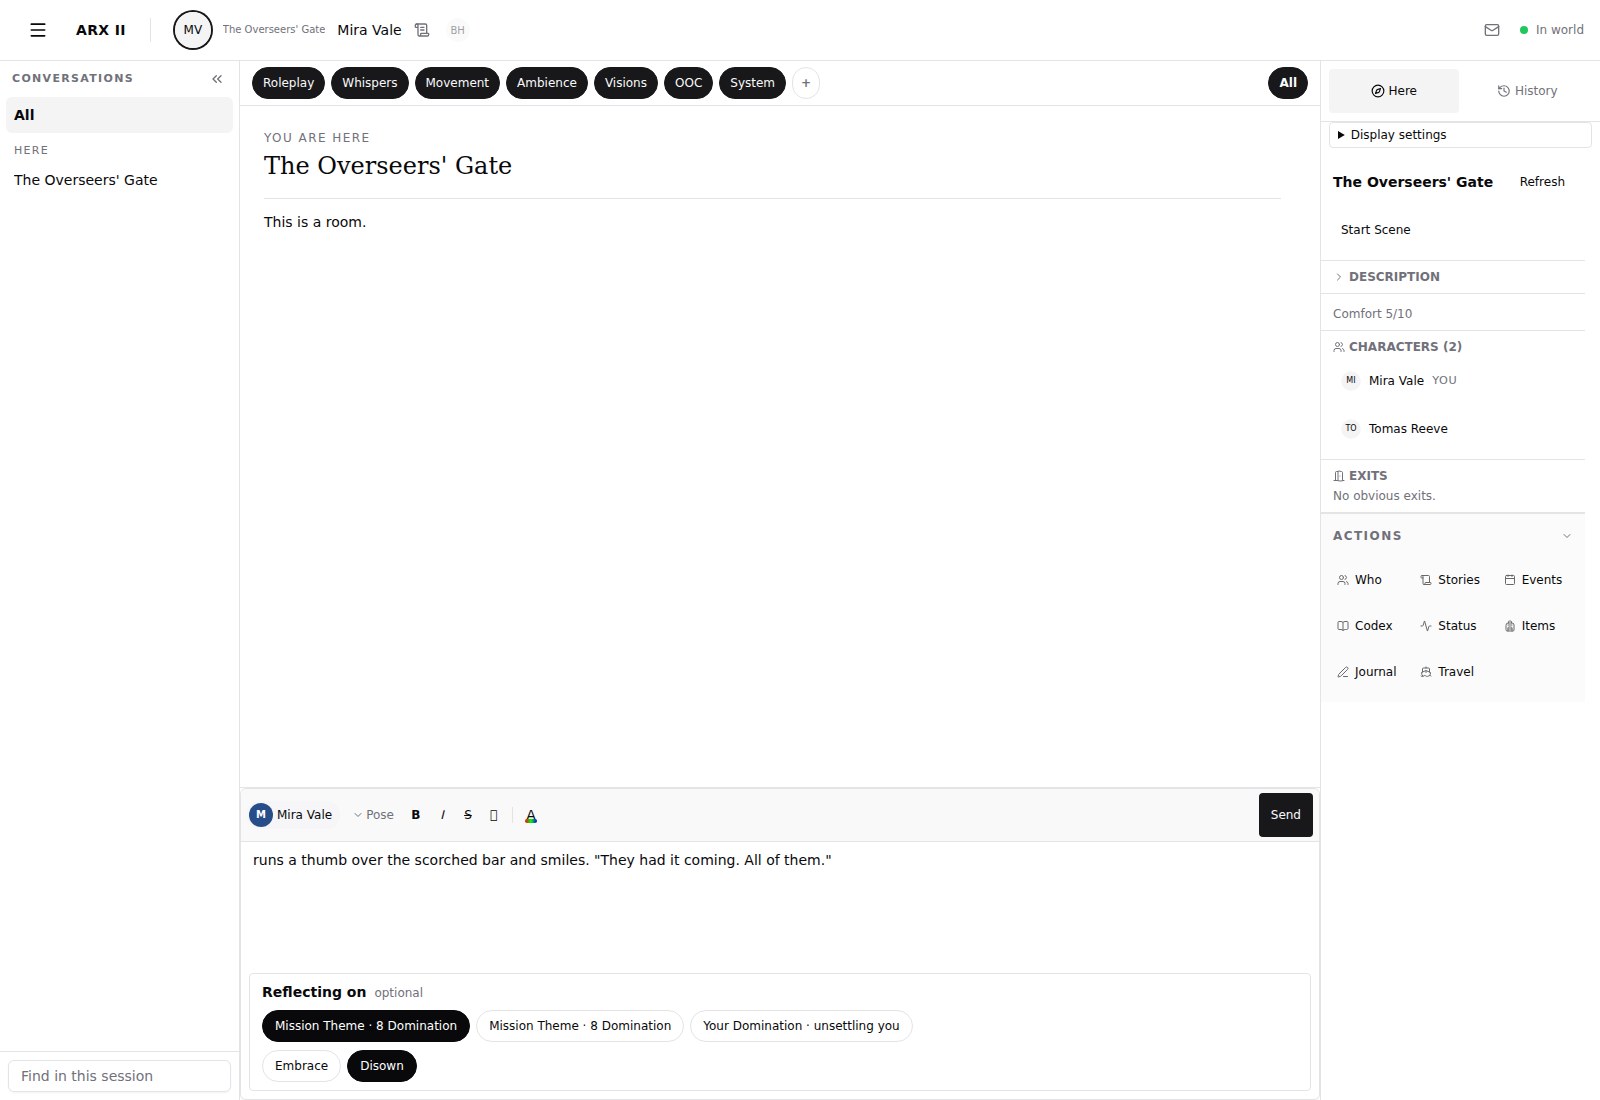 ARX II
MV
The Overseers' Gate
Mira Vale
BH
In world
CONVERSATIONS
All
HERE
The Overseers' Gate
Find in this session
Roleplay
Whispers
Movement
Ambience
Visions
OOC
System
+
All
YOU ARE HERE
The Overseers' Gate
This is a room.
M
Mira Vale
Pose
B
I
S
A
Send
runs a thumb over the scorched bar and smiles. "They had it coming. All of them."
Reflecting on optional
Mission Theme · 8 Domination
Mission Theme · 8 Domination
Your Domination · unsettling you
Embrace
Disown
Here
History
Display settings
The Overseers' Gate
Refresh
Start Scene
DESCRIPTION
Comfort 5/10
CHARACTERS (2)
MI
Mira Vale YOU
TO
Tomas Reeve
EXITS
No obvious exits.
ACTIONS
Who
Stories
Events
Codex
Status
Items
Journal
Travel